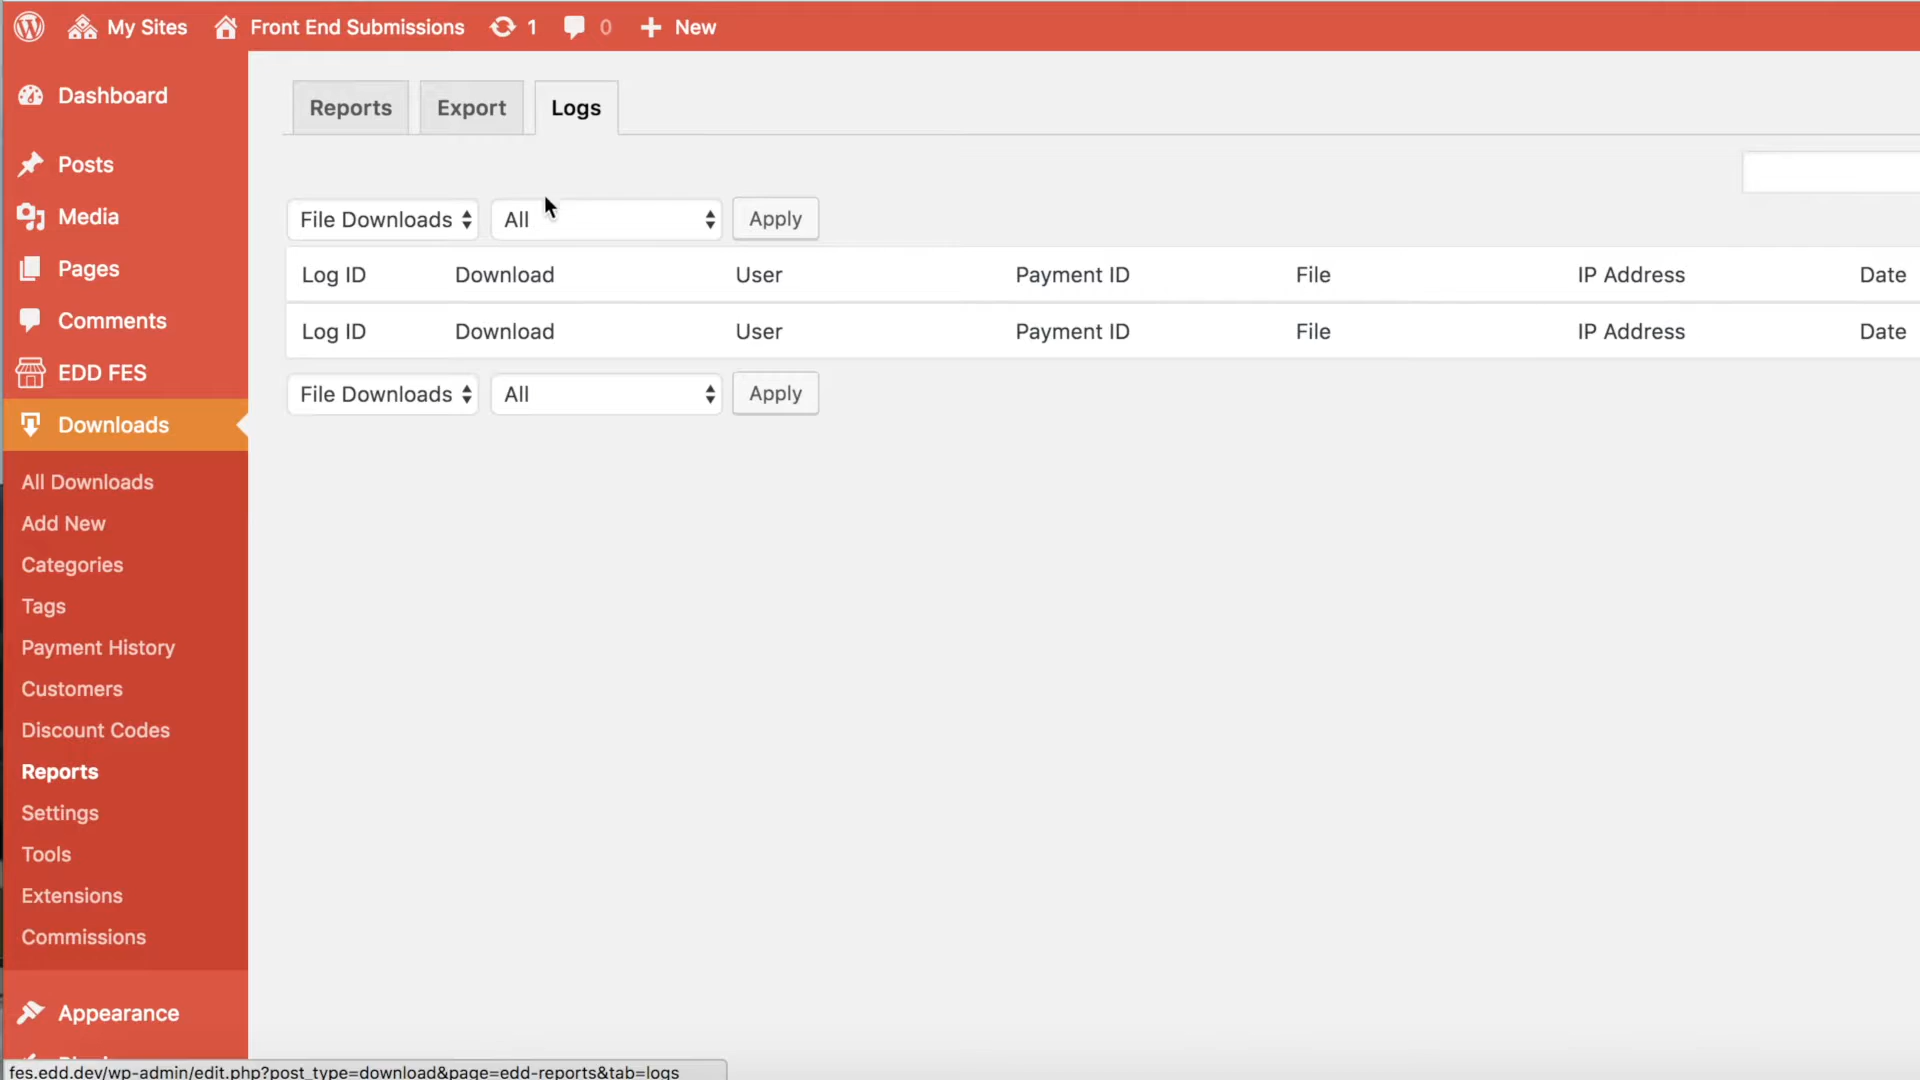 My Sites Front End Submissions 1 0 New
Dashboard
Posts
Media
Pages
Comments
EDD FES
Downloads
All Downloads
Add New
Categories
Tags
Payment History
Customers
Discount Codes
Reports
Settings
Tools
Extensions
Commissions
Appearance
Reports Export Logs
File Downloads All Apply
Log ID Download User Payment ID File IP Address Date
Log ID Download User Payment ID File IP Address Date
File Downloads All Apply
fes.edd.dev/wp-admin/edit.php?post_type=download&page=edd-reports&tab=logs